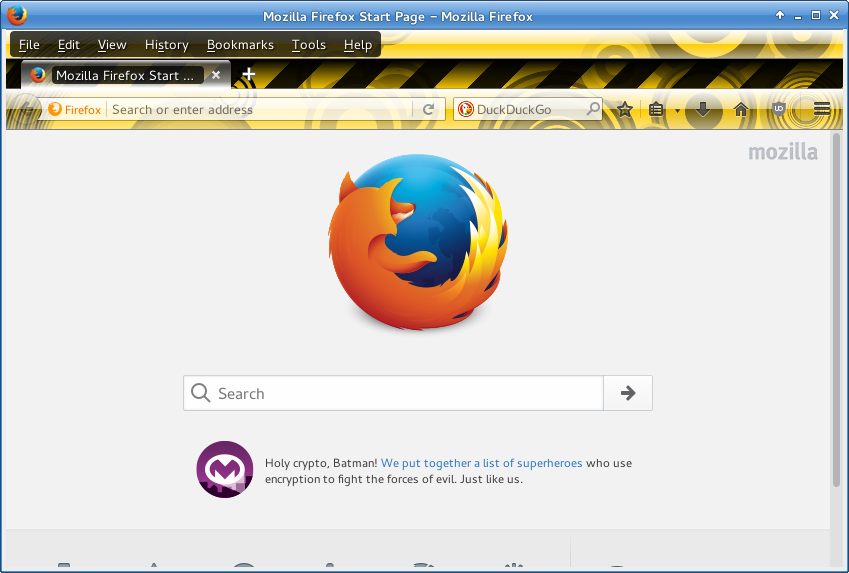 Mozilla Firefox Start Page – Mozilla Firefox
File Edit View History Bookmarks Tools Help
Mozilla Firefox Start ...
Firefox Search or enter address DuckDuckGo
mozilla
Search
Holy crypto, Batman! We put together a list of superheroes who use
encryption to fight the forces of evil. Just like us.